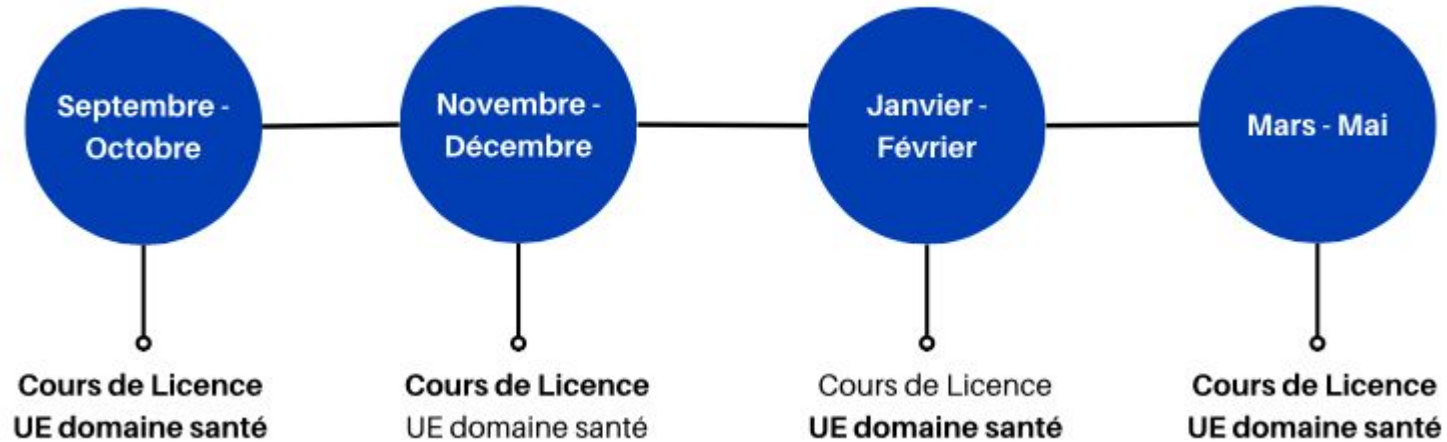 Septembre -
Octobre
Novembre -
Décembre
Janvier -
Février
Mars - Mai
Cours de Licence
UE domaine santé
Cours de Licence
UE domaine santé
Cours de Licence
UE domaine santé
Cours de Licence
UE domaine santé